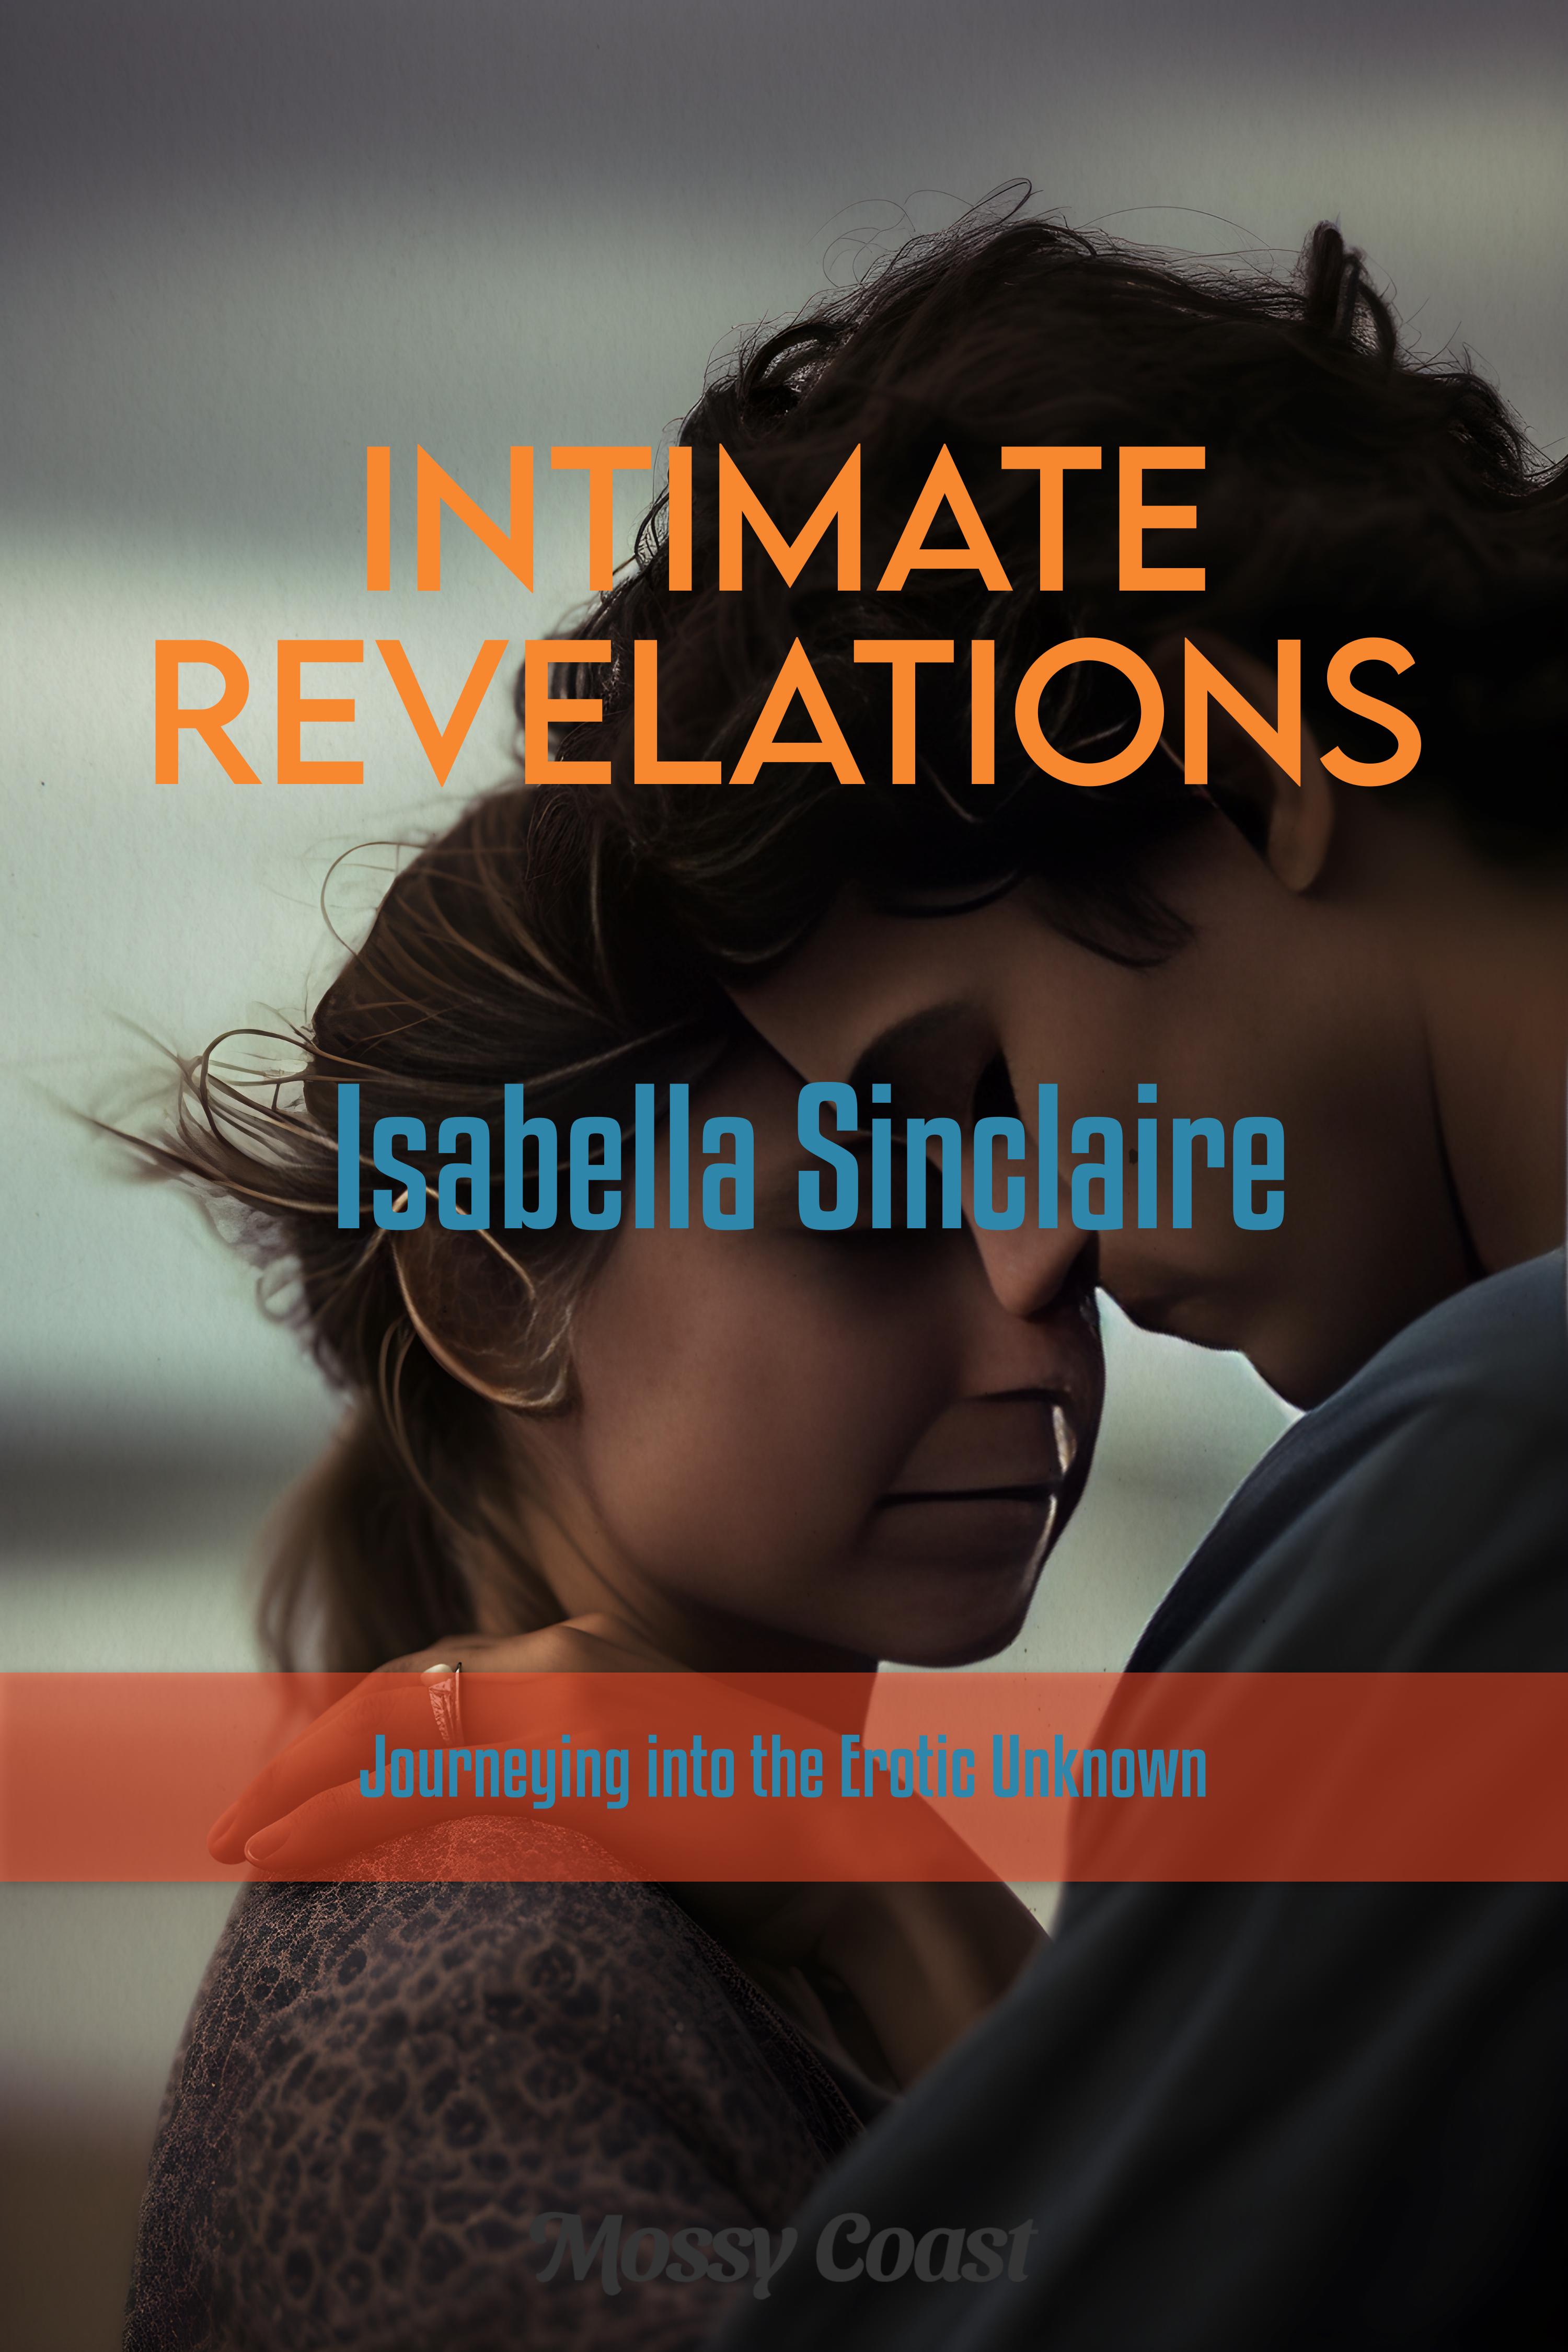 INTIMATE
REVELATIONS
Isabella Sinclaire
Journeying into the Erotic Unknown
Mossy Coast